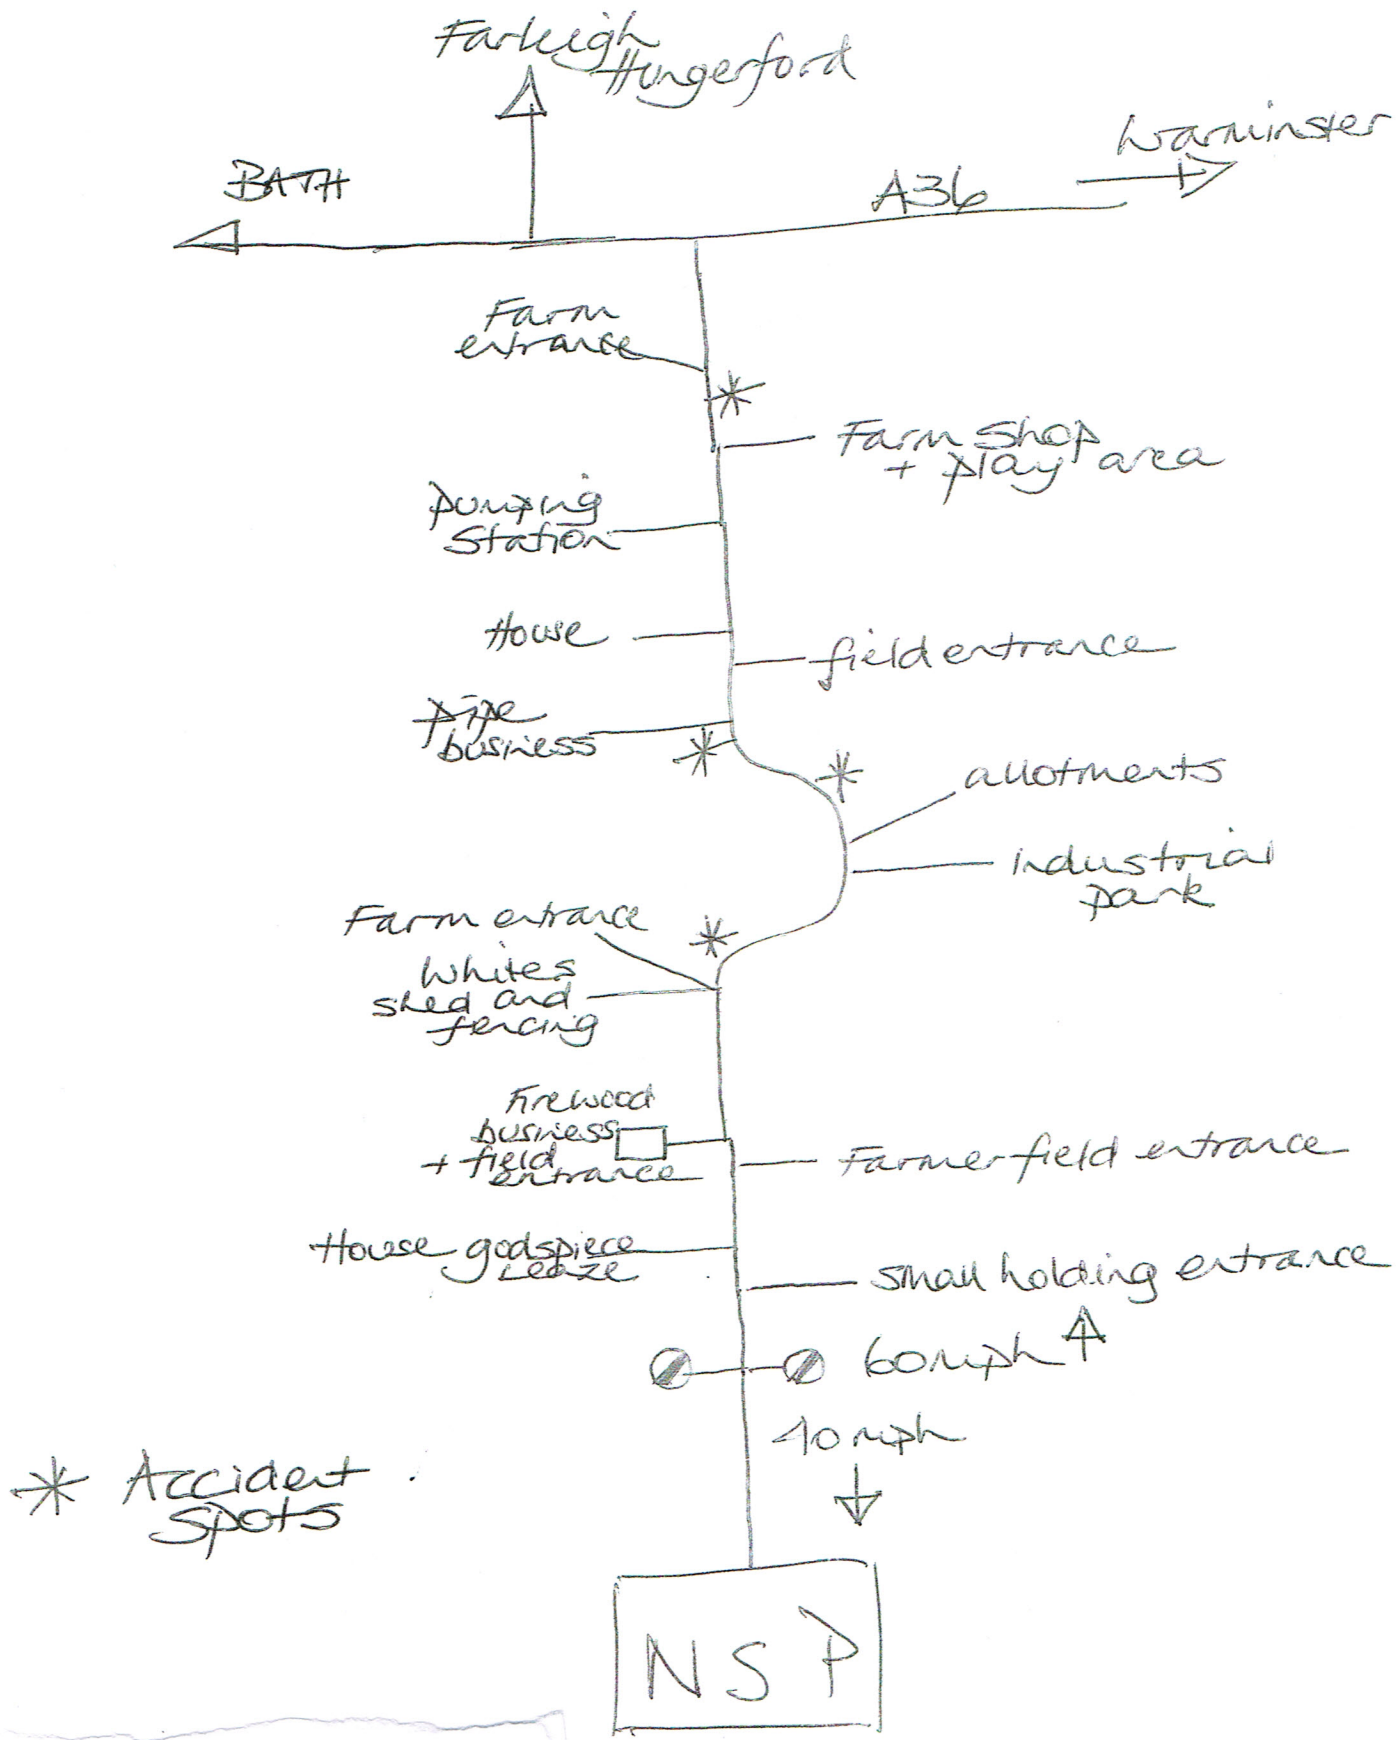 Farleigh
Hungerford
Warminster
BATH
A36
Farm
entrance
Farm shop
+ play area
pumping
Station
House
field entrance
pipe
business
allotments
industrial
park
Farm entrance
Whites
shed and
fencing
Firewood
business
+ field
entrance
Farmer field entrance
House godspiece
leaze
small holding entrance
60mph
40mph
* Accident
spots
NSP